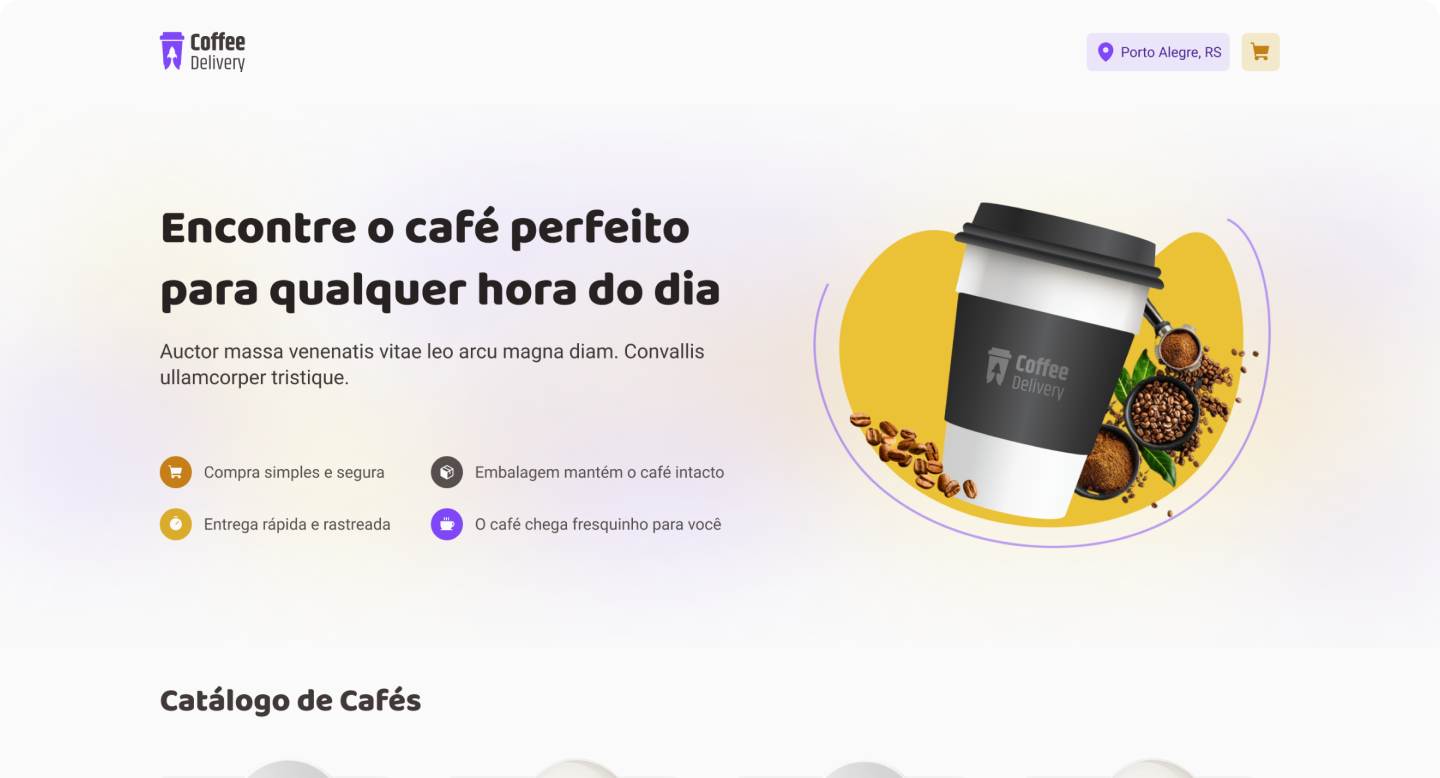 Coffee
Delivery
Porto Alegre, RS
Encontre o café perfeito
para qualquer hora do dia
Auctor massa venenatis vitae leo arcu magna diam. Convallis
ullamcorper tristique.
Coffee
Delivery
Compra simples e segura
Embalagem mantém o café intacto
Entrega rápida e rastreada
O café chega fresquinho para você
Catálogo de Cafés